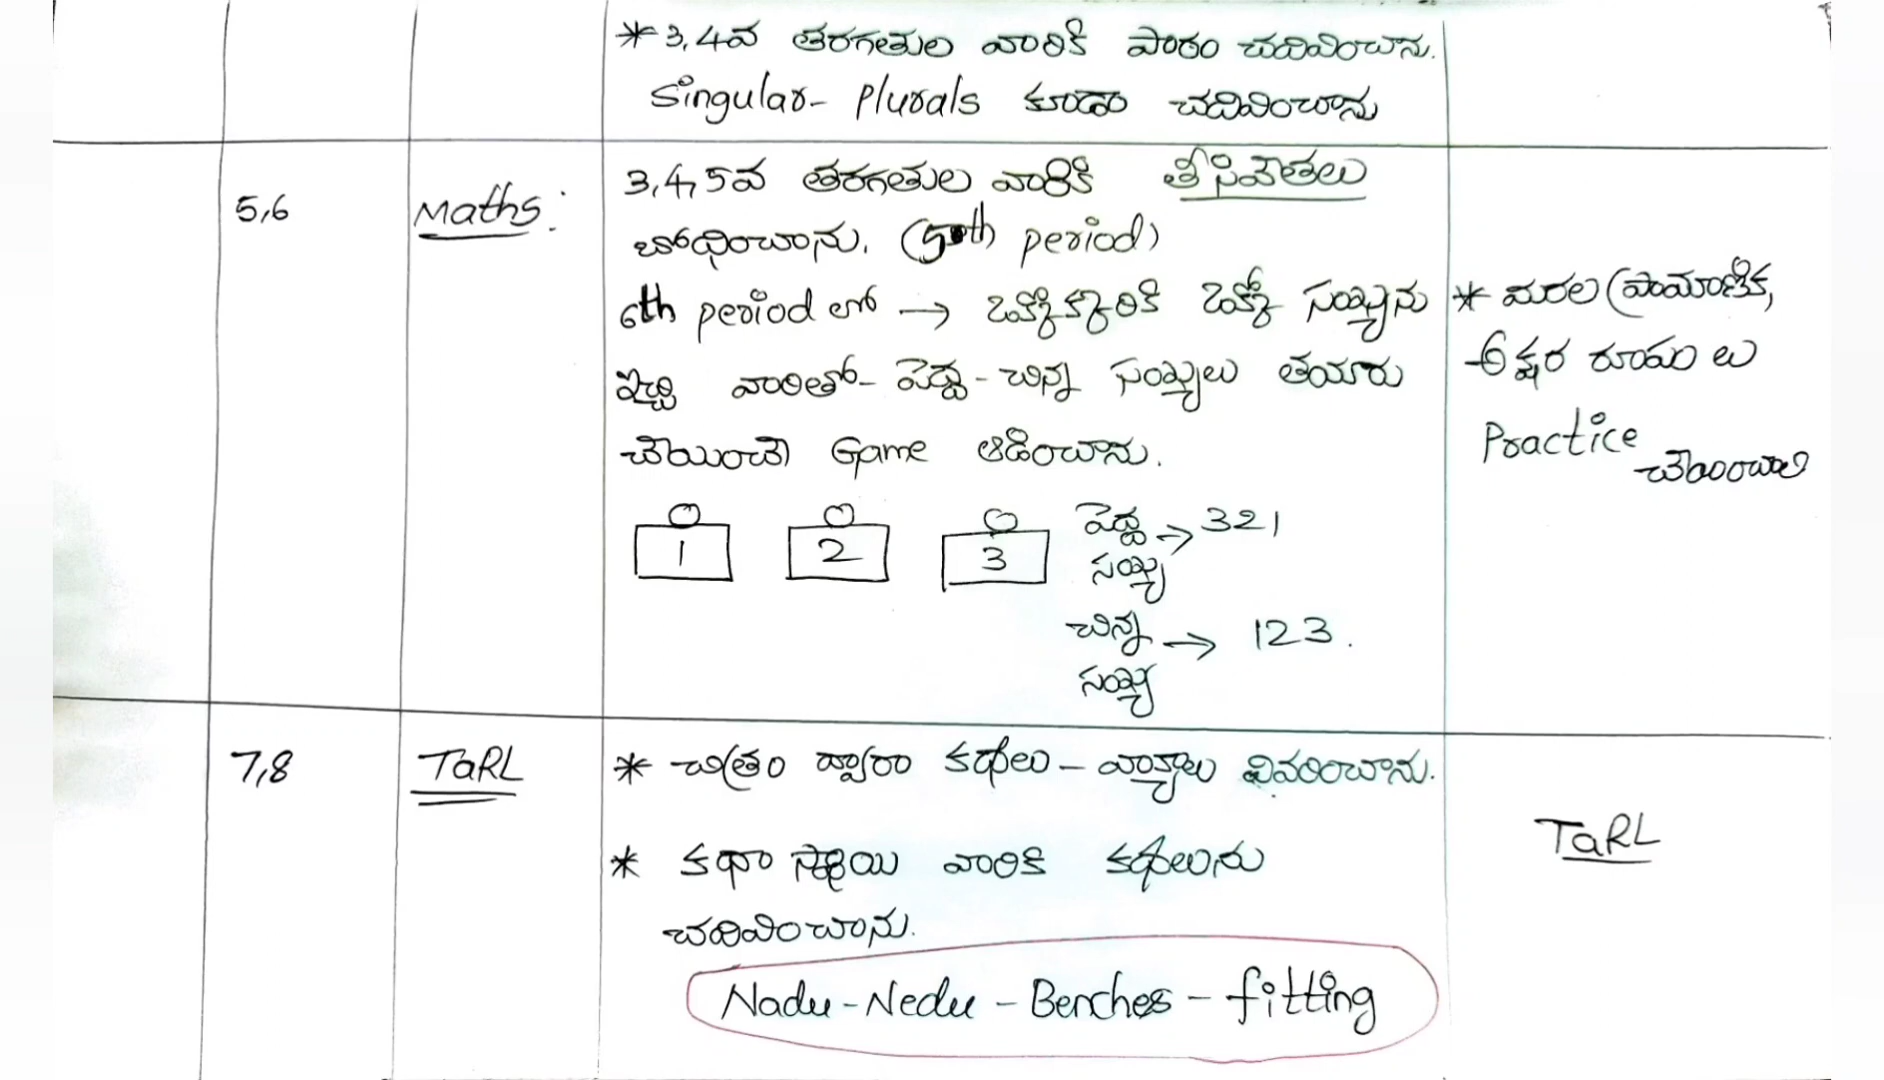 * 3,4వ తరగతుల వారికి పాఠం చదివించాను.
Singular- Plurals కూడా చదివించాను
5,6
Maths:
3,4,5వ తరగతుల వారికి తీసివేతలు
బోధించాను. (5th period)
6th period లో → ఒక్కొక్కరికి ఒక్కో సంఖ్యను
ఇచ్చి వారితో- పెద్ద - చిన్న సంఖ్యలు తయారు
చేయించే Game ఆడించాను.
* మరల ప్రామాణిక,
అక్షర రూపం లు
Practice
చేయించాలి
1 2 3
పెద్ద → 321
సంఖ్య
చిన్న → 123.
సంఖ్య
7,8
TaRL
* చిత్రం ద్వారా కథలు - వాక్యాలు వివరించాను.
* కథా స్థాయి వారికి కథలును
చదివించాను.
Nadu - Nedu - Benches - fitting
TaRL